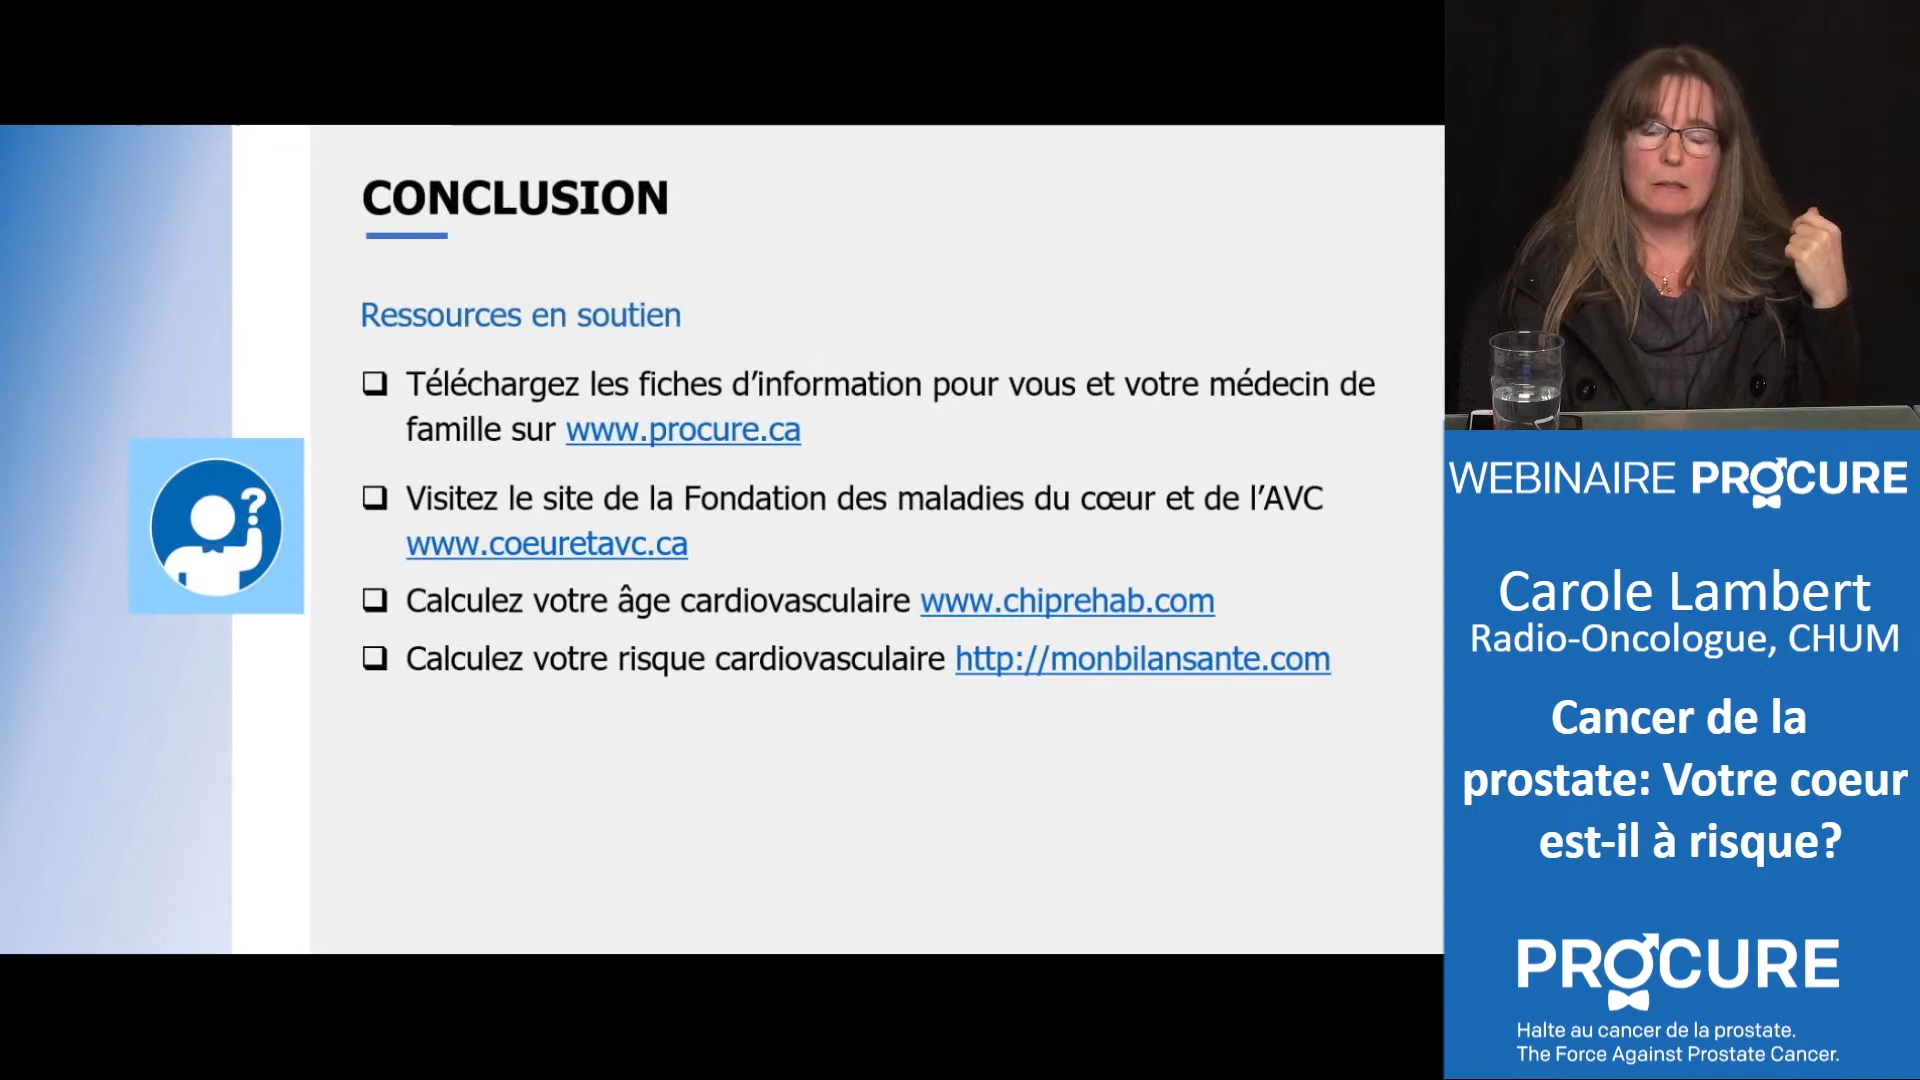 CONCLUSION
Ressources en soutien
❑ Téléchargez les fiches d’information pour vous et votre médecin de
famille sur www.procure.ca
❑ Visitez le site de la Fondation des maladies du cœur et de l’AVC
www.coeuretavc.ca
❑ Calculez votre âge cardiovasculaire www.chiprehab.com
❑ Calculez votre risque cardiovasculaire http://monbilansante.com
?
WEBINAIRE PROCURE
Carole Lambert
Radio-Oncologue, CHUM
Cancer de la
prostate: Votre coeur
est-il à risque?
PROCURE
Halte au cancer de la prostate.
The Force Against Prostate Cancer.